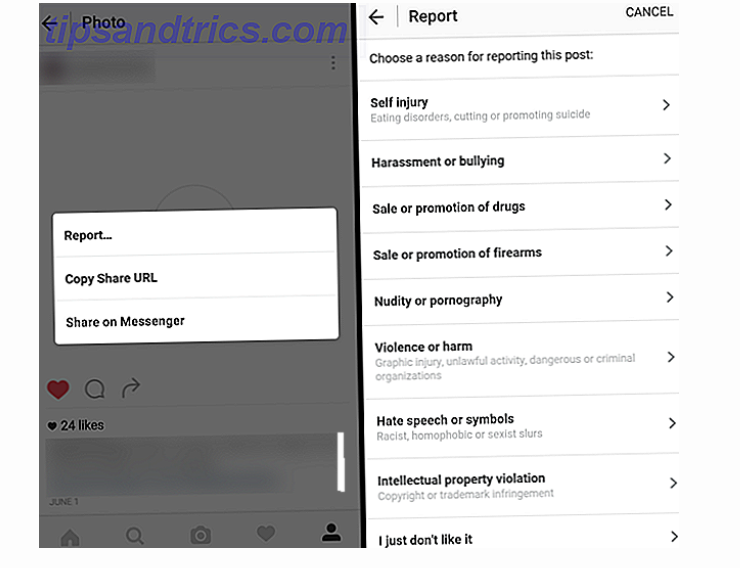 Photo
tipsandtrics.com
Report...
Copy Share URL
Share on Messenger
24 likes
JUNE 1
Report
CANCEL
Choose a reason for reporting this post:
Self injury
Eating disorders, cutting or promoting suicide
Harassment or bullying
Sale or promotion of drugs
Sale or promotion of firearms
Nudity or pornography
Violence or harm
Graphic injury, unlawful activity, dangerous or criminal
organizations
Hate speech or symbols
Racist, homophobic or sexist slurs
Intellectual property violation
Copyright or trademark infringement
I just don't like it